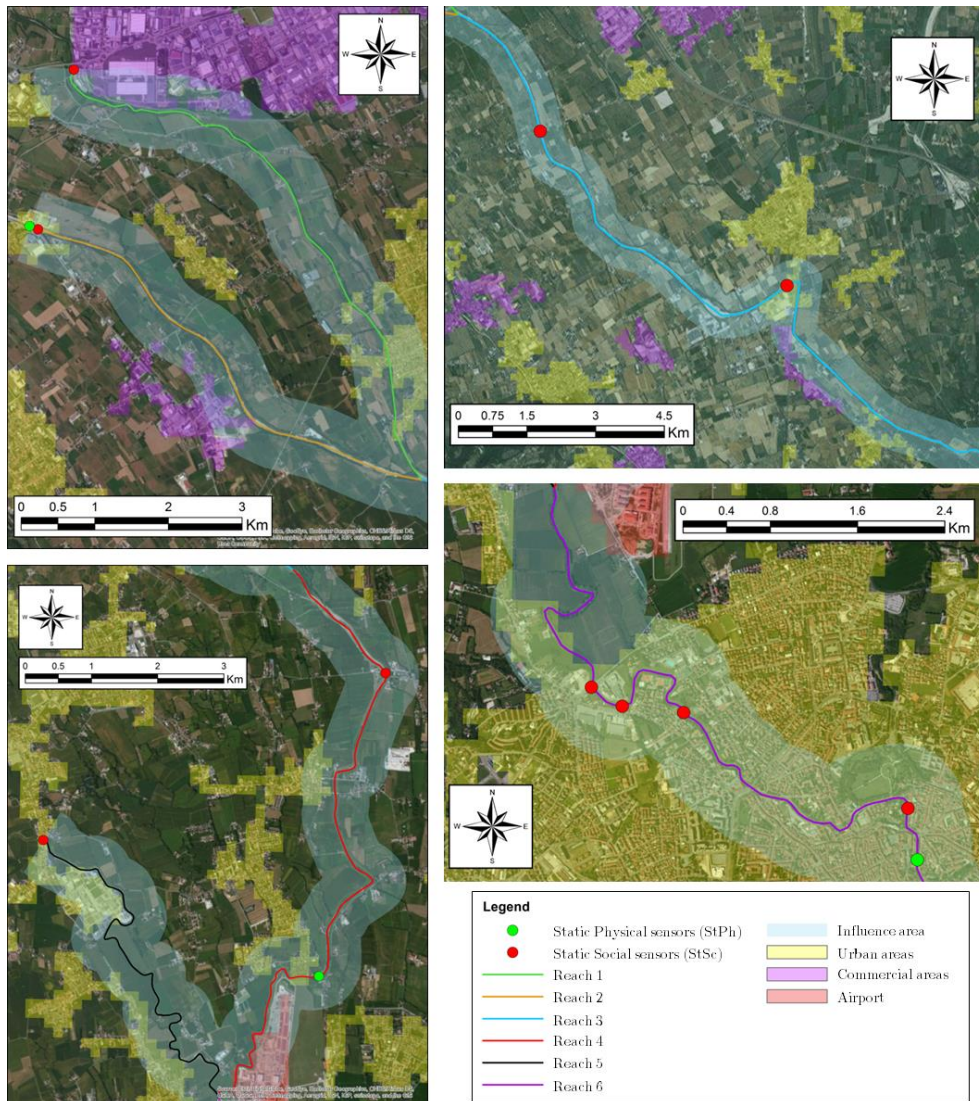 N
W E
S
0 0.5 1 2 3
Km
N
W E
S
0 0.75 1.5 3 4.5
Km
N
W E
S
0 0.5 1 2 3
Km
0 0.4 0.8 1.6 2.4
Km
N
W E
S
Legend
Static Physical sensors (StPh)
Static Social sensors (StSc)
Reach 1
Reach 2
Reach 3
Reach 4
Reach 5
Reach 6
Influence area
Urban areas
Commercial areas
Airport